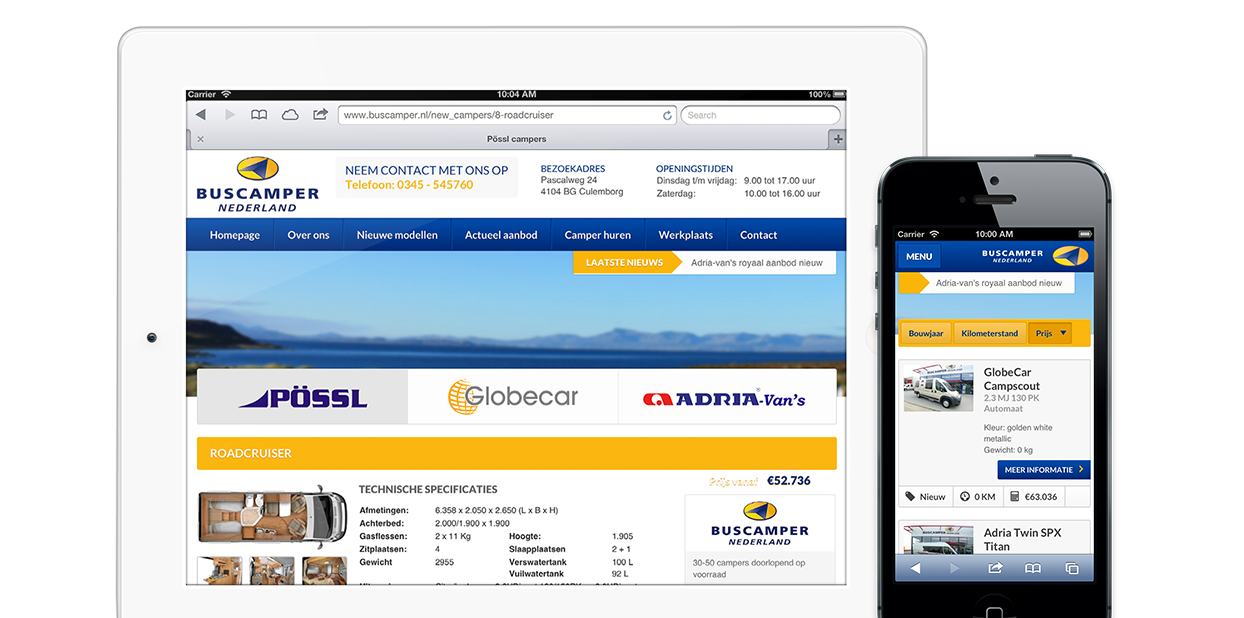 Carrier 10:04 AM 100%
www.buscamper.nl/new_campers/8-roadcruiser Search
Pössl campers
BUSCAMPER
NEDERLAND
NEEM CONTACT MET ONS OP
Telefoon: 0345 - 545760
BEZOEKADRES
Pascalweg 24
4104 BG Culemborg
OPENINGSTIJDEN
Dinsdag t/m vrijdag: 9.00 tot 17.00 uur
Zaterdag: 10.00 tot 16.00 uur
Homepage Over ons Nieuwe modellen Actueel aanbod Camper huren Werkplaats Contact
LAATSTE NIEUWS Adria-van's royaal aanbod nieuw
PÖSSL Globecar ADRIA-Van's
ROADCRUISER
Prijs vanaf €52.736
TECHNISCHE SPECIFICATIES
Afmetingen: 6.358 x 2.050 x 2.650 (L x B x H)
Achterbed: 2.000/1.900 x 1.900
Gasflessen: 2 x 11 Kg Hoogte: 1.905
Zitplaatsen: 4 Slaapplaatsen 2 + 1
Gewicht 2955 Verswatertank 100 L
Vuilwatertank 92 L
BUSCAMPER
NEDERLAND
30-50 campers doorlopend op
voorraad
Carrier 10:00 AM
MENU BUSCAMPER
NEDERLAND
Adria-van's royaal aanbod nieuw
Bouwjaar Kilometerstand Prijs
GlobeCar
Campscout
2.3 MJ 130 PK
Automaat
Kleur: golden white
metallic
Gewicht: 0 kg
MEER INFORMATIE
Nieuw 0 KM €63.036
Adria Twin SPX
Titan